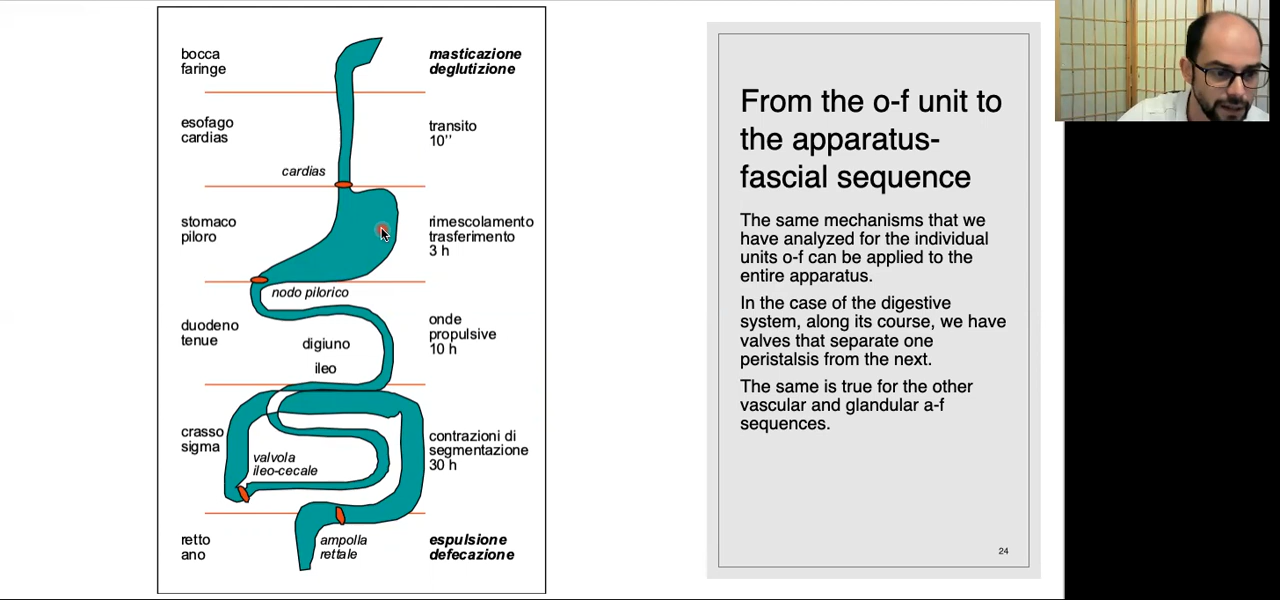 bocca
faringe
masticazione
deglutizione
esofago
cardias
transito
10''
cardias
stomaco
piloro
rimescolamento
trasferimento
3 h
nodo pilorico
duodeno
tenue
digiuno
ileo
onde
propulsive
10 h
crasso
sigma
valvola
ileo-cecale
contrazioni di
segmentazione
30 h
retto
ano
ampolla
rettale
espulsione
defecazione
From the o-f unit to
the apparatus-
fascial sequence
The same mechanisms that we
have analyzed for the individual
units o-f can be applied to the
entire apparatus.
In the case of the digestive
system, along its course, we have
valves that separate one
peristalsis from the next.
The same is true for the other
vascular and glandular a-f
sequences.
24